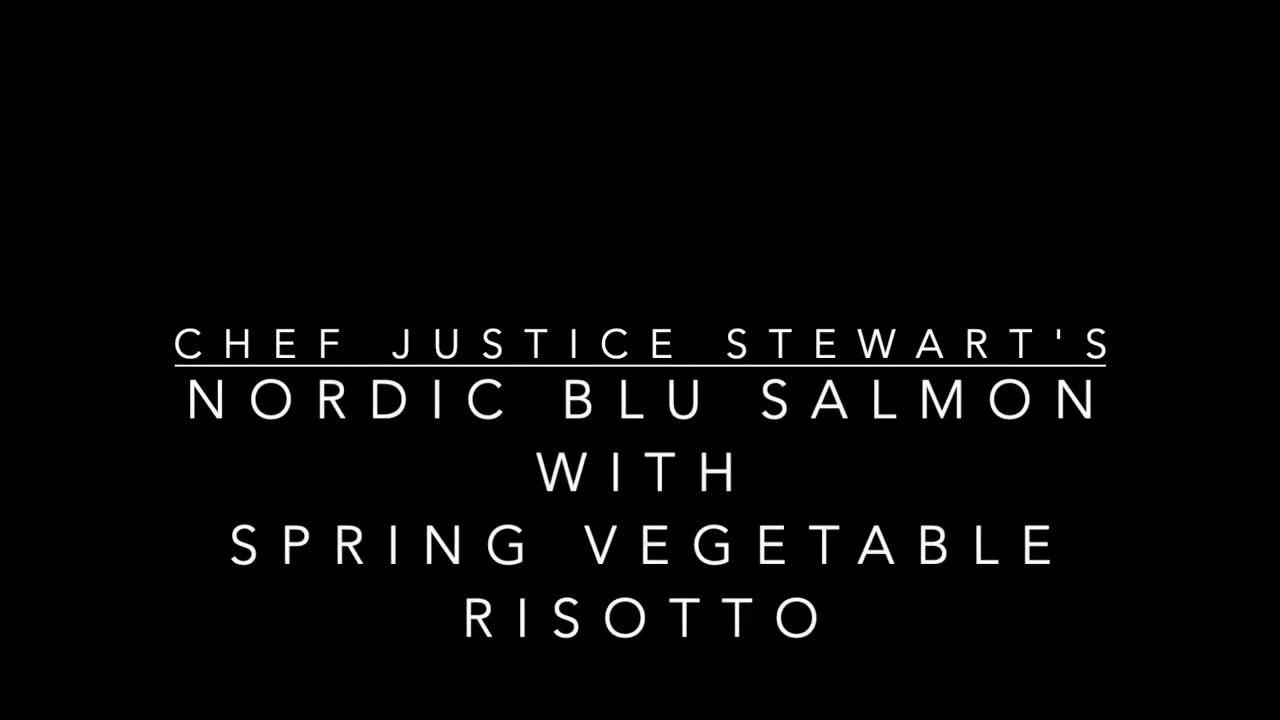 CHEF JUSTICE STEWART'S
NORDIC BLU SALMON
WITH
SPRING VEGETABLE
RISOTTO